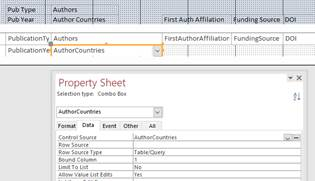 Pub Type Authors
Pub Year Author Countries First Auth Affiliation Funding Source DOI
PublicationTy Authors FirstAuthorAffiliation FundingSource DOI
PublicationYe AuthorCountries
Property Sheet
Selection type: Combo Box
AuthorCountries
Format Data Event Other All
Control Source AuthorCountries
Row Source
Row Source Type Table/Query
Bound Column 1
Limit To List No
Allow Value List Edits Yes